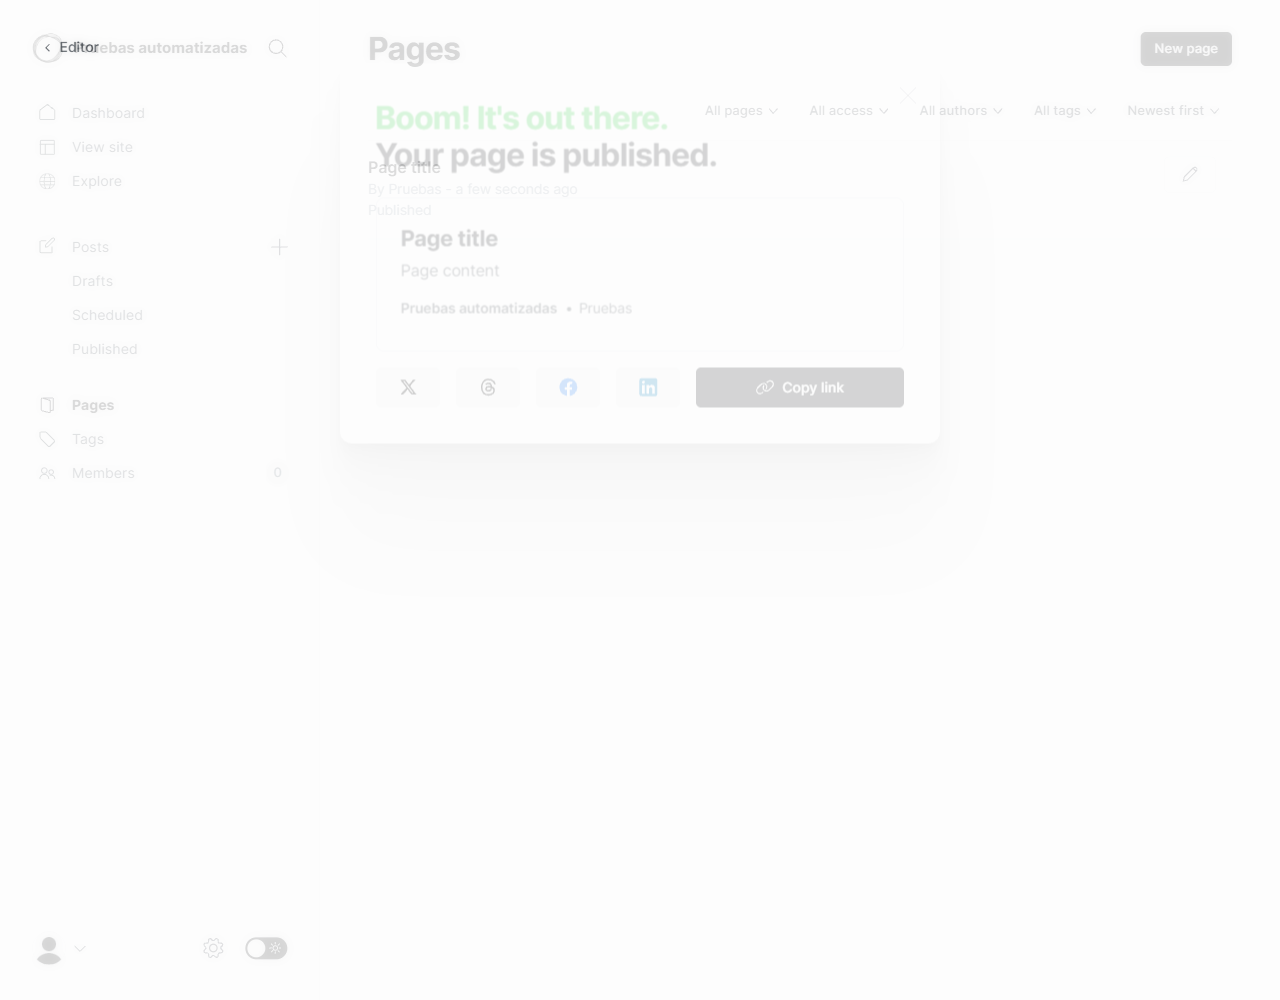 Editor
Pruebas automatizadas
Dashboard
View site
Explore
Posts
Drafts
Scheduled
Published
Pages
Tags
Members 0
Pages
New page
All pages All access All authors All tags Newest first
Page title
By Pruebas - a few seconds ago
Published
Boom! It's out there.
Your page is published.
Page title
Page content
Pruebas automatizadas • Pruebas
Copy link